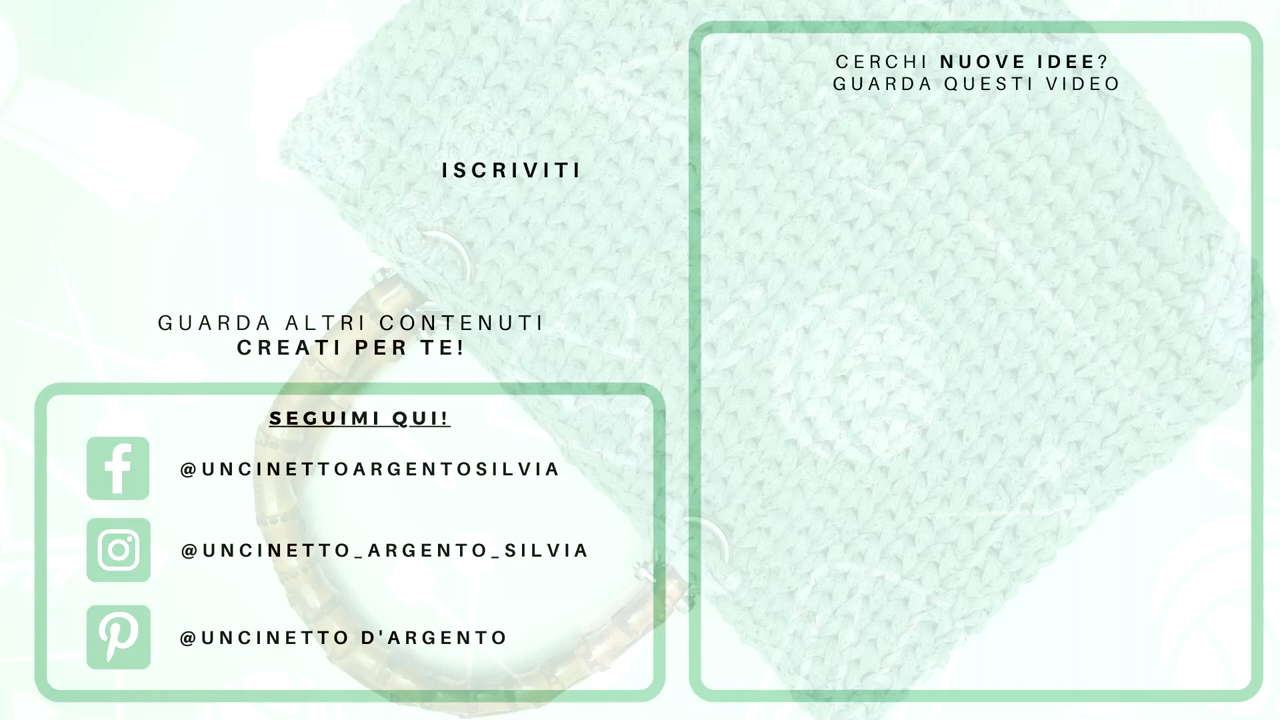 ISCRIVITI
GUARDA ALTRI CONTENUTI
CREATI PER TE!
SEGUIMI QUI!
@UNCINETTOARGENTOSILVIA
@UNCINETTO_ARGENTO_SILVIA
@UNCINETTO D'ARGENTO
CERCHI NUOVE IDEE?
GUARDA QUESTI VIDEO